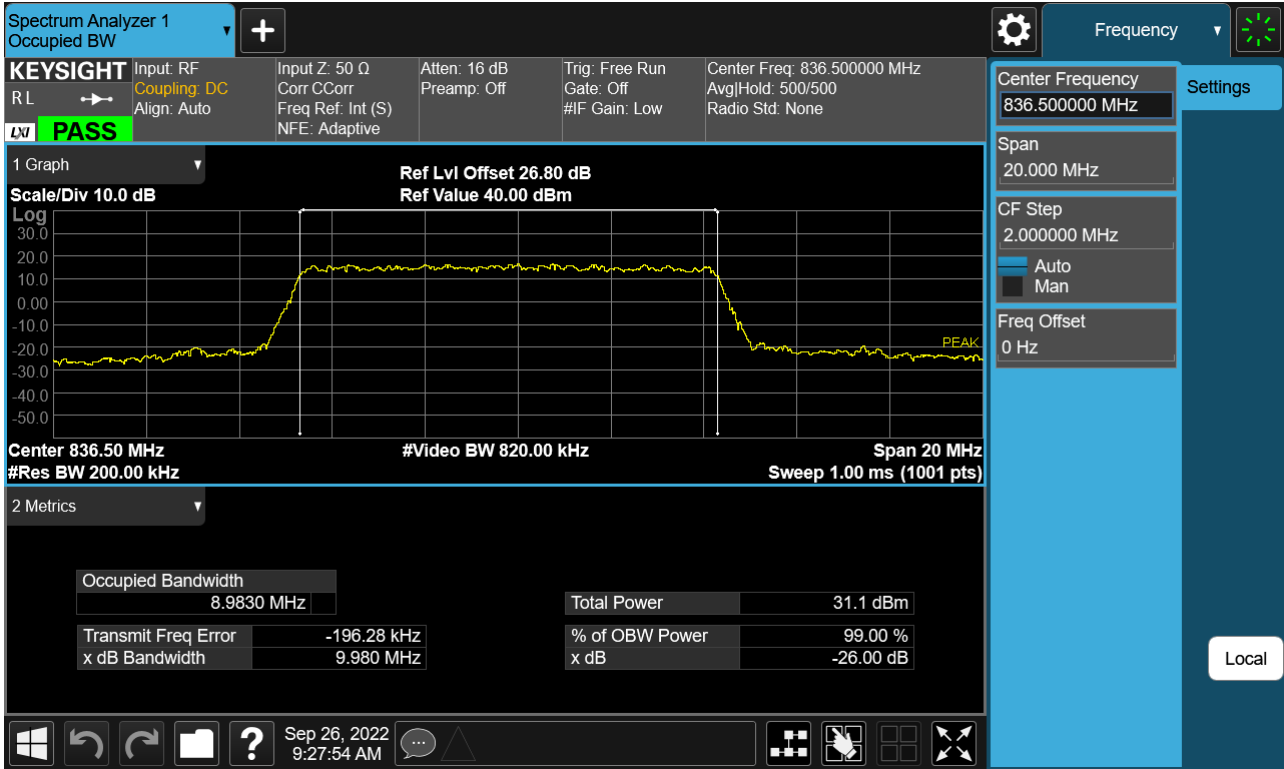 Spectrum Analyzer 1
Occupied BW
Frequency
KEYSIGHT
R L
LXI
PASS
Input: RF
Coupling: DC
Align: Auto
Input Z: 50 Ω
Corr CCorr
Freq Ref: Int (S)
NFE: Adaptive
Atten: 16 dB
Preamp: Off
Trig: Free Run
Gate: Off
#IF Gain: Low
Center Freq: 836.500000 MHz
Avg|Hold: 500/500
Radio Std: None
1 Graph
Scale/Div 10.0 dB
Ref Lvl Offset 26.80 dB
Ref Value 40.00 dBm
Log
30.0
20.0
10.0
0.00
-10.0
-20.0
-30.0
-40.0
-50.0
PEAK
Center 836.50 MHz
#Video BW 820.00 kHz
Span 20 MHz
#Res BW 200.00 kHz
Sweep 1.00 ms (1001 pts)
2 Metrics
Occupied Bandwidth
8.9830 MHz
Total Power 31.1 dBm
Transmit Freq Error -196.28 kHz
% of OBW Power 99.00 %
x dB Bandwidth 9.980 MHz
x dB -26.00 dB
Center Frequency
836.500000 MHz
Settings
Span
20.000 MHz
CF Step
2.000000 MHz
Auto
Man
Freq Offset
0 Hz
Local
?
Sep 26, 2022
9:27:54 AM